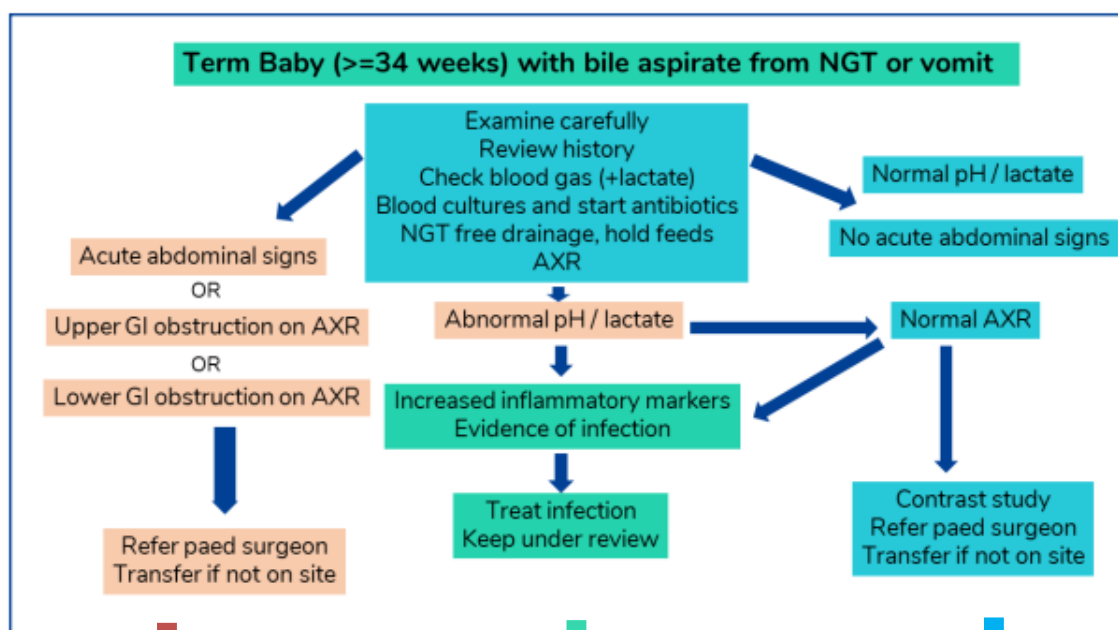 Term Baby (>=34 weeks) with bile aspirate from NGT or vomit
Examine carefully
Review history
Check blood gas (+lactate)
Blood cultures and start antibiotics
NGT free drainage, hold feeds
AXR
Normal pH / lactate
No acute abdominal signs
Acute abdominal signs
OR
Upper GI obstruction on AXR
OR
Lower GI obstruction on AXR
Abnormal pH / lactate
Normal AXR
Increased inflammatory markers
Evidence of infection
Treat infection
Keep under review
Refer paed surgeon
Transfer if not on site
Contrast study
Refer paed surgeon
Transfer if not on site